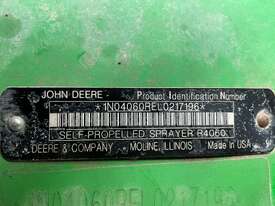 JOHN DEERE Product Identification Number
*1N04060REL0217196*
SELF-PROPELLED SPRAYER R4060
DEERE & COMPANY MOLINE, ILLINOIS Made in USA